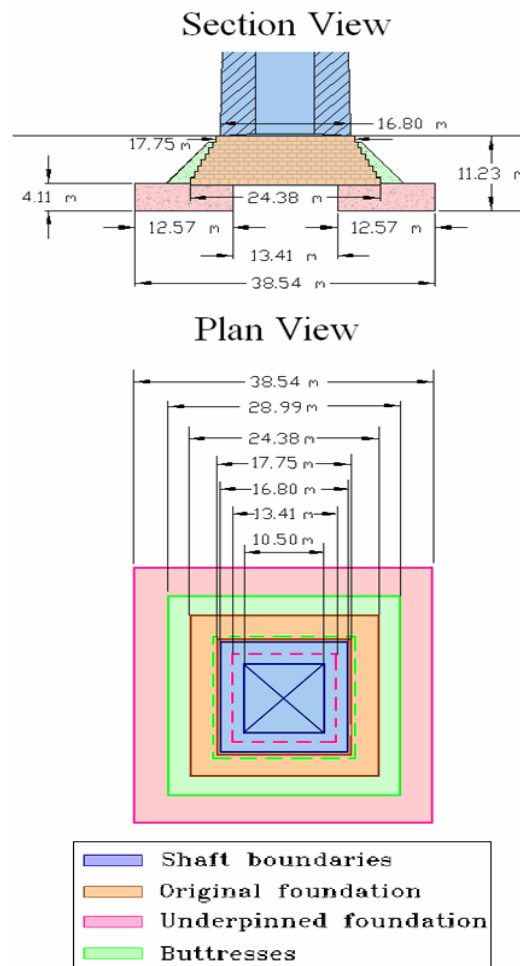 Section View
16.80 m
17.75 m
11.23 m
4.11 m
24.38 m
12.57 m
12.57 m
13.41 m
38.54 m
Plan View
38.54 m
28.99 m
24.38 m
17.75 m
16.80 m
13.41 m
10.50 m
Shaft boundaries
Original foundation
Underpinned foundation
Buttresses